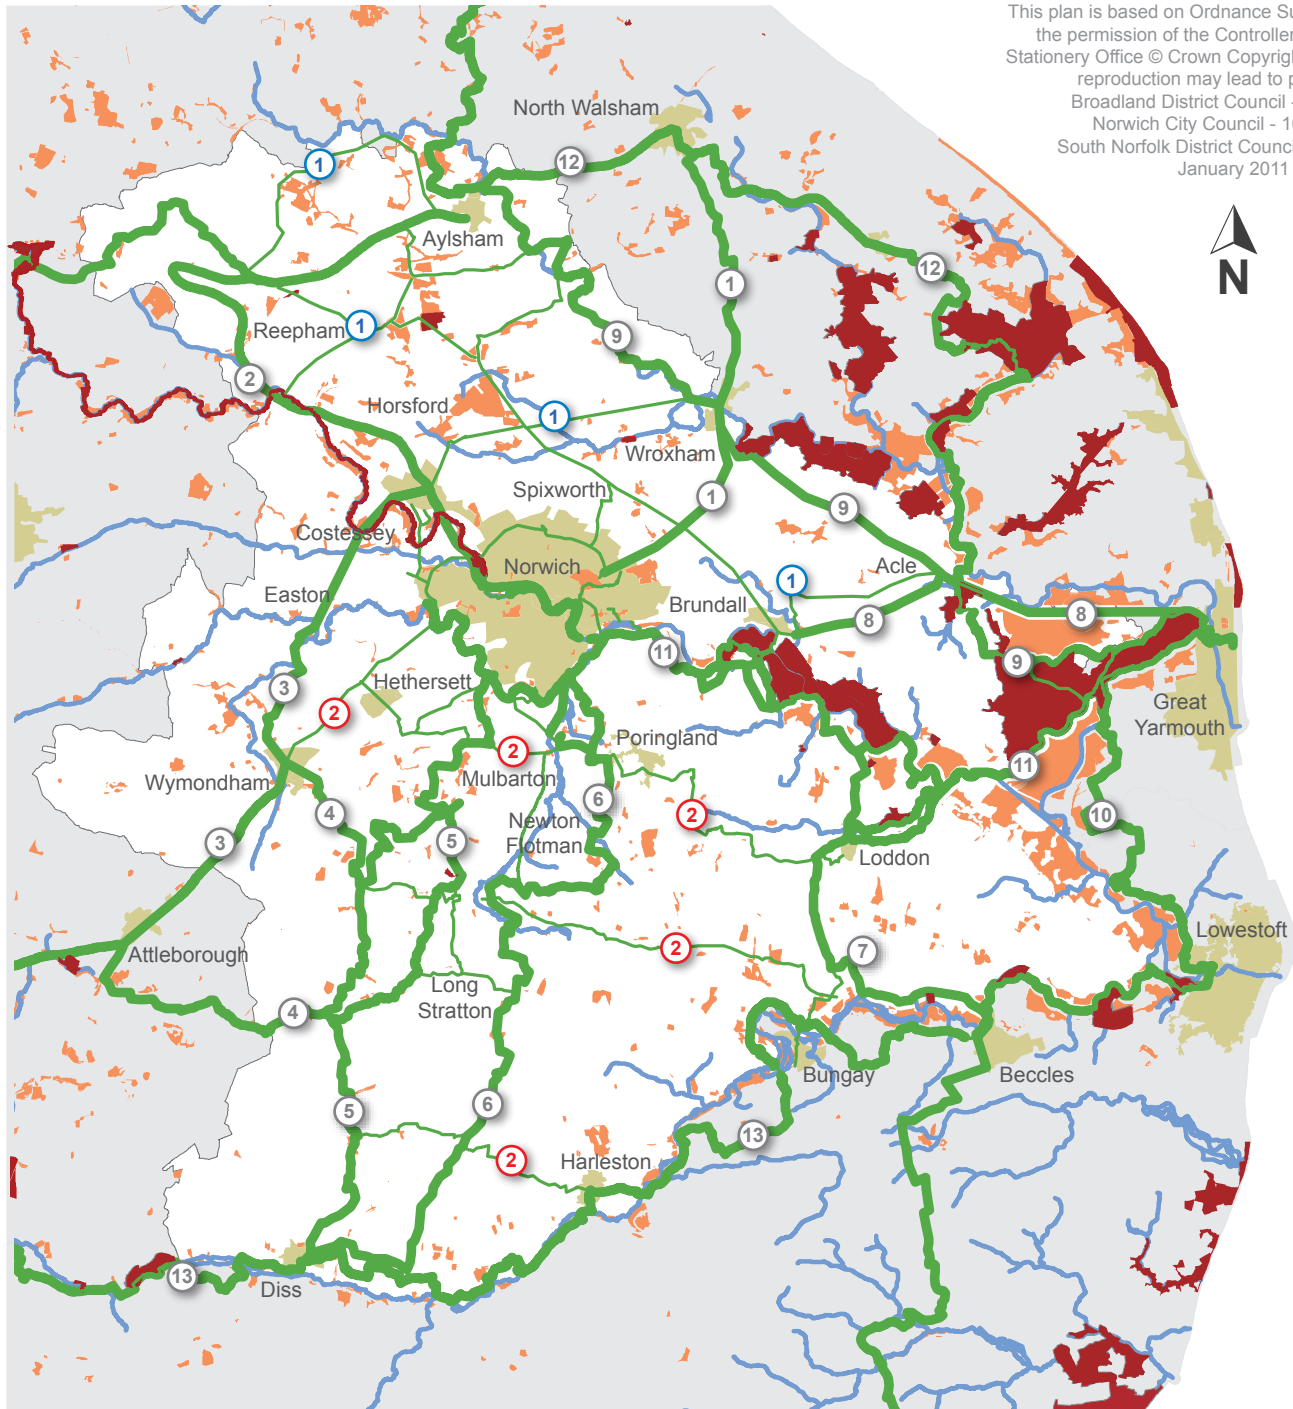 This plan is based on Ordnance Su
the permission of the Controller
Stationery Office © Crown Copyrig
reproduction may lead to p
Broadland District Council -
Norwich City Council - 10
South Norfolk District Counci
January 2011
N
North Walsham
12
1
Aylsham
12
1
Reepham
1
9
2
Horsford
1
Wroxham
Spixworth
1
9
Costessey
Norwich
Acle
1
Easton
Brundall
8
8
11
9
3
Hethersett
2
Great
Yarmouth
Poringland
2
Mulbarton
11
Wymondham
6
4
2
10
Newton
Flotman
3
5
Loddon
Lowestoft
Attleborough
2
7
Long
Stratton
4
Bungay
Beccles
5
6
13
2
Harleston
13
Diss